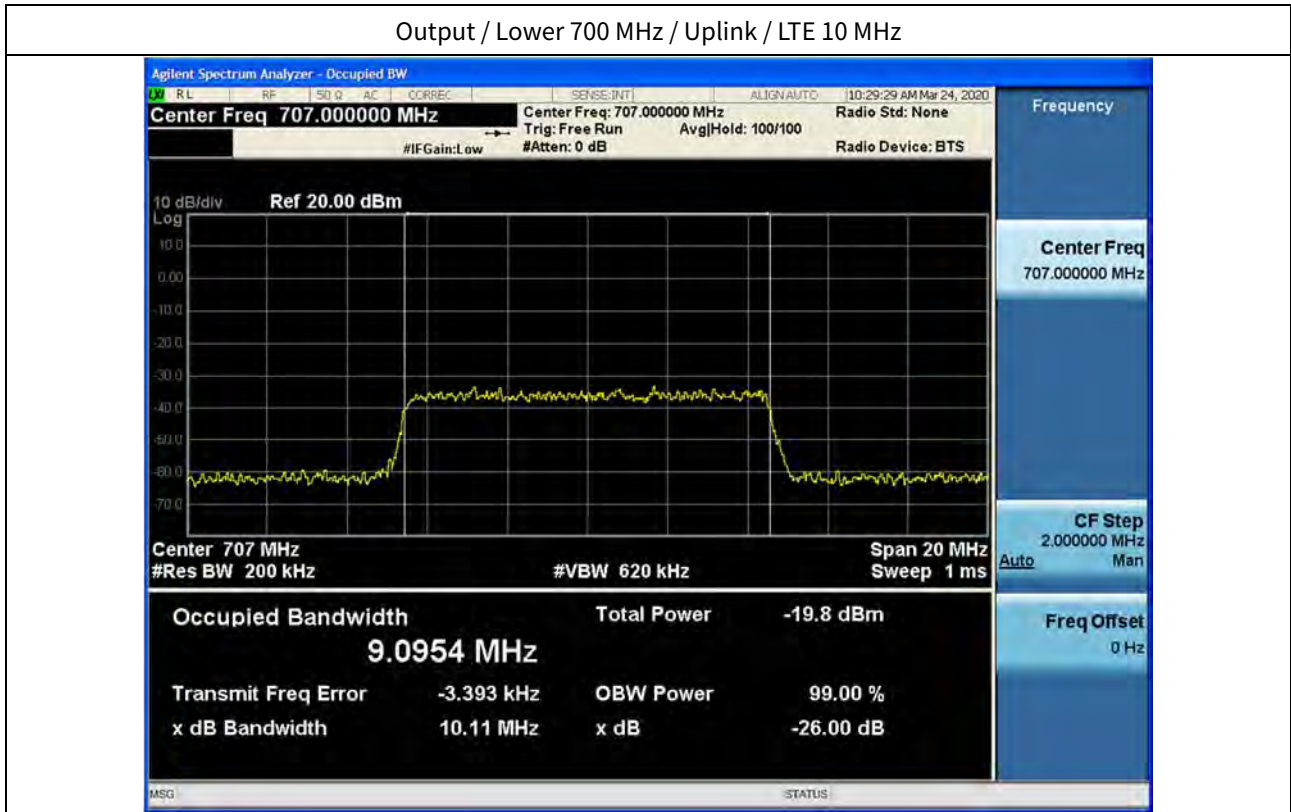 Output / Lower 700 MHz / Uplink / LTE 10 MHz
Agilent Spectrum Analyzer - Occupied BW
RL RF 50 Ω AC CORREC SENSE:INT ALIGN AUTO 10:29:29 AM Mar 24, 2020
Center Freq 707.000000 MHz Center Freq: 707.000000 MHz Radio Std: None Frequency
Trig: Free Run Avg|Hold: 100/100
#IFGain:Low #Atten: 0 dB Radio Device: BTS
10 dB/div Ref 20.00 dBm
Log
10.0
0.00
-10.0
-20.0
-30.0
-40.0
-50.0
-60.0
-70.0
Center 707 MHz Span 20 MHz
#Res BW 200 kHz #VBW 620 kHz Sweep 1 ms
Center Freq
707.000000 MHz
CF Step
2.000000 MHz
Auto Man
Freq Offset
0 Hz
Occupied Bandwidth Total Power -19.8 dBm
9.0954 MHz
Transmit Freq Error -3.393 kHz OBW Power 99.00 %
x dB Bandwidth 10.11 MHz x dB -26.00 dB
MSG STATUS